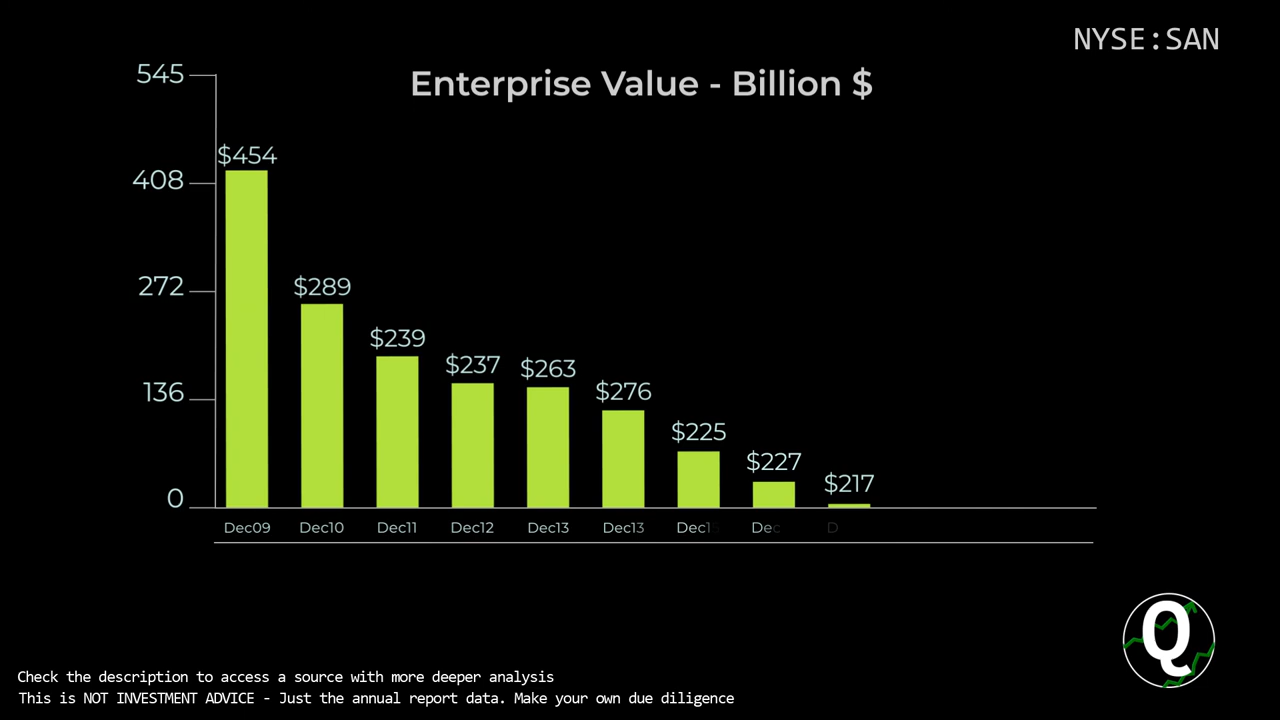 NYSE:SAN
Enterprise Value - Billion $
545
408
272
136
0
$454
$289
$239
$237
$263
$276
$225
$227
$217
Dec09 Dec10 Dec11 Dec12 Dec13 Dec13 Dec1 Dec D
Q
Check the description to access a source with more deeper analysis
This is NOT INVESTMENT ADVICE - Just the annual report data. Make your own due diligence